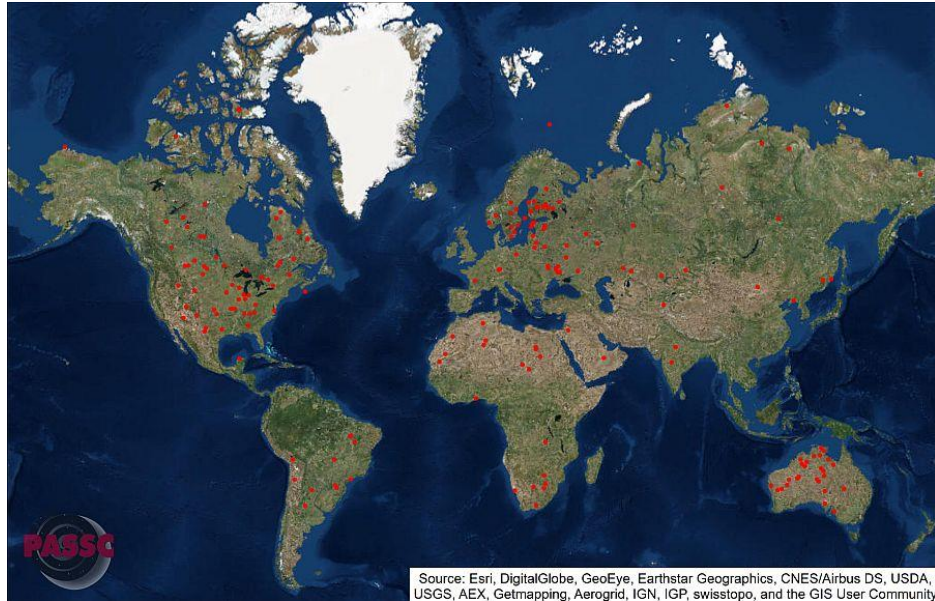 PASSC
Source: Esri, DigitalGlobe, GeoEye, Earthstar Geographics, CNES/Airbus DS, USDA,
USGS, AEX, Getmapping, Aerogrid, IGN, IGP, swisstopo, and the GIS User Community